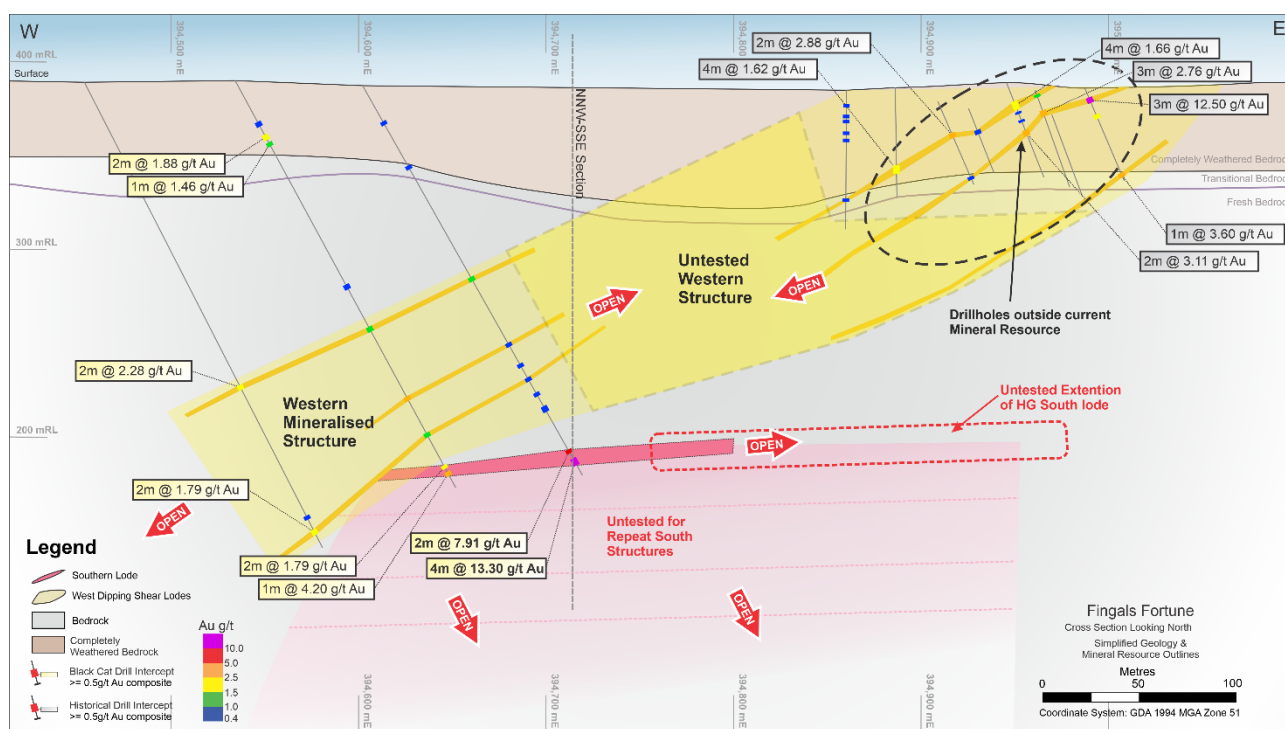 W
E
394,500 mE
394,600 mE
394,700 mE
394,800 mE
394,900 mE
400 mRL
Surface
2m @ 2.88 g/t Au
4m @ 1.62 g/t Au
4m @ 1.66 g/t Au
3m @ 2.76 g/t Au
3m @ 12.50 g/t Au
NNW-SSE Section
2m @ 1.88 g/t Au
1m @ 1.46 g/t Au
Completely Weathered Bedroc
Transitional Bedroc
Fresh Bedroc
1m @ 3.60 g/t Au
2m @ 3.11 g/t Au
300 mRL
Untested
Western
Structure
OPEN
OPEN
Drillholes outside current
Mineral Resource
2m @ 2.28 g/t Au
Western
Mineralised
Structure
Untested Extention
of HG South lode
200 mRL
OPEN
2m @ 1.79 g/t Au
OPEN
Untested for
Repeat South
Structures
2m @ 7.91 g/t Au
4m @ 13.30 g/t Au
2m @ 1.79 g/t Au
1m @ 4.20 g/t Au
OPEN
OPEN
Legend
Southern Lode
West Dipping Shear Lodes
Bedrock
Completely
Weathered Bedrock
Black Cat Drill Intercept
>= 0.5g/t Au composite
Historical Drill Intercept
>= 0.5g/t Au composite
Au g/t
10.0
5.0
2.5
1.5
1.0
0.4
394,600 mE
394,700 mE
394,800 mE
394,900 mE
Fingals Fortune
Cross Section Looking North
Simplified Geology &
Mineral Resource Outlines
Metres
0 50 100
Coordinate System: GDA 1994 MGA Zone 51